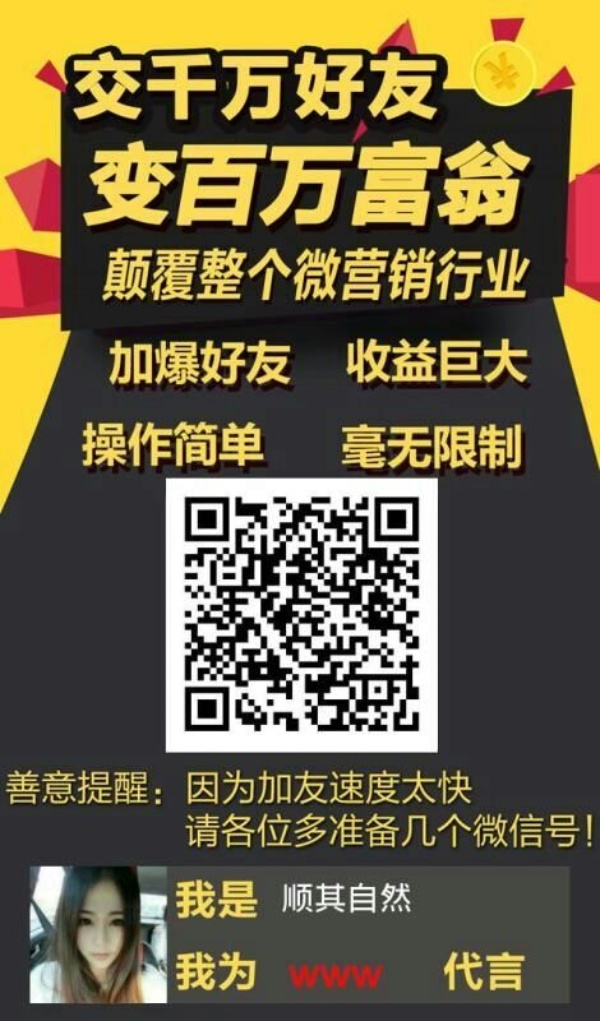 交千万好友
变百万富翁
颠覆整个微营销行业
加爆好友 收益巨大
操作简单 毫无限制
善意提醒：因为加友速度太快
请各位多准备几个微信号！
我是 顺其自然
我为 www 代言